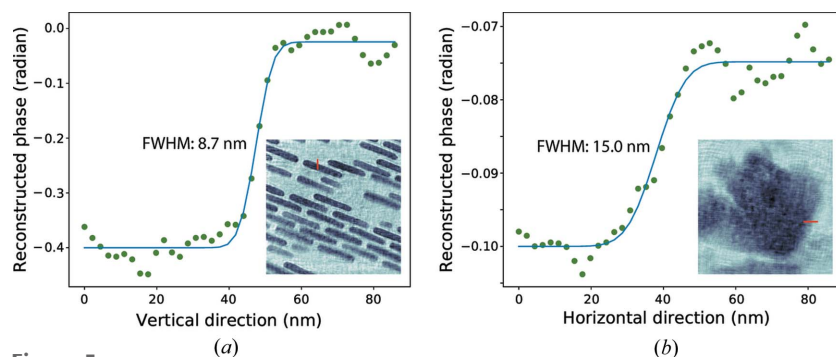 Reconstructed phase (radian)
0.0
−0.1
−0.2
−0.3
−0.4
FWHM: 8.7 nm
0
20
40
60
80
Vertical direction (nm)
(a)
Reconstructed phase (radian)
−0.07
−0.08
−0.09
−0.10
FWHM: 15.0 nm
0
20
40
60
80
Horizontal direction (nm)
(b)